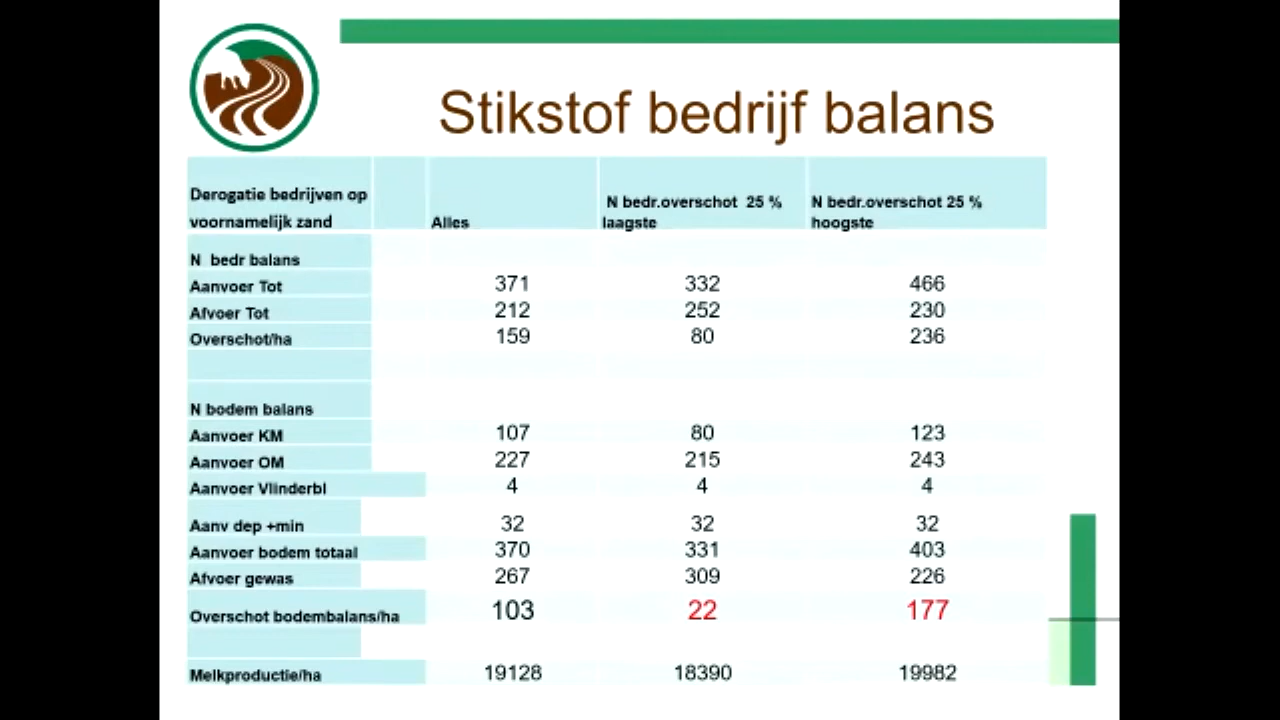 Stikstof bedrijf balans
Derogatie bedrijven op
voornamelijk zand
Alles
N bedr.overschot 25 %
laagste
N bedr.overschot 25 %
hoogste
N bedr balans
Aanvoer Tot 371 332 466
Afvoer Tot 212 252 230
Overschot/ha 159 80 236
N bodem balans
Aanvoer KM 107 80 123
Aanvoer OM 227 215 243
Aanvoer Vlinderbl 4 4 4
Aanv dep +min 32 32 32
Aanvoer bodem totaal 370 331 403
Afvoer gewas 267 309 226
Overschot bodembalans/ha 103 22 177
Melkproductie/ha 19128 18390 19982